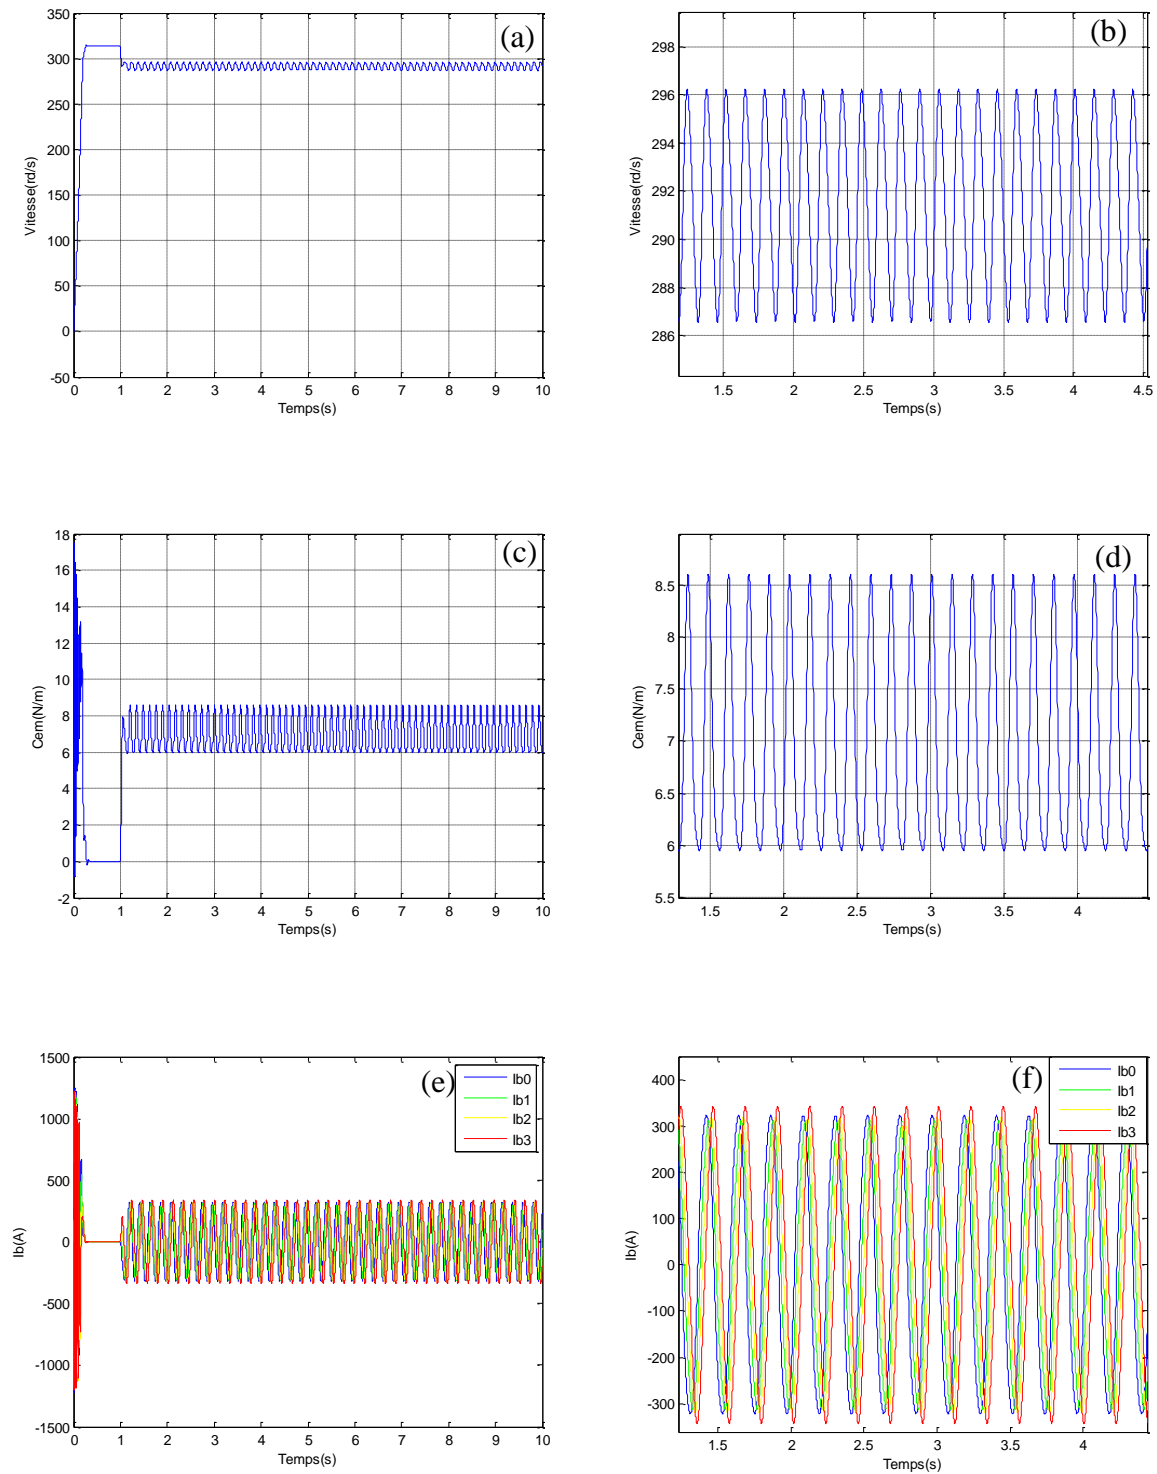 (a)
350
300
250
200
150
100
50
0
-50
Vitesse(rd/s)
0 1 2 3 4 5 6 7 8 9 10
Temps(s)
(b)
298
296
294
292
290
288
286
Vitesse(rd/s)
1.5 2 2.5 3 3.5 4 4.5
Temps(s)
(c)
18
16
14
12
10
8
6
4
2
0
-2
Cem(N/m)
0 1 2 3 4 5 6 7 8 9 10
Temps(s)
(d)
8.5
8
7.5
7
6.5
6
5.5
Cem(N/m)
1.5 2 2.5 3 3.5 4
Temps(s)
(e)
Ib0
Ib1
Ib2
Ib3
1500
1000
500
0
-500
-1000
-1500
Ib(A)
0 1 2 3 4 5 6 7 8 9 10
Temps(s)
(f)
Ib0
Ib1
Ib2
Ib3
400
300
200
100
0
-100
-200
-300
Ib(A)
1.5 2 2.5 3 3.5 4
Temps(s)